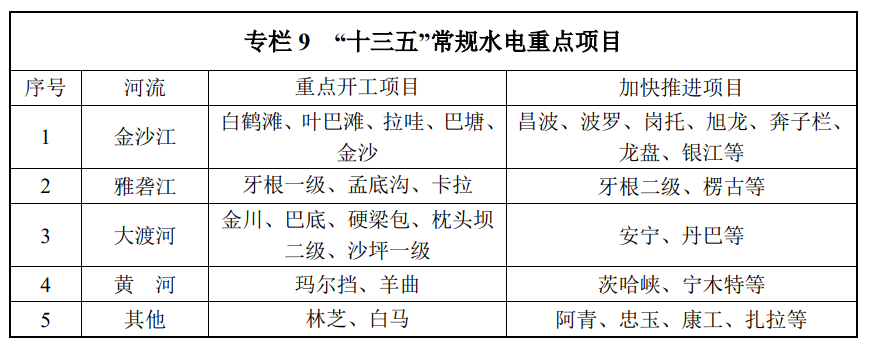 专栏 9 “十三五”常规水电重点项目
序号 河流 重点开工项目 加快推进项目
1 金沙江 白鹤滩、叶巴滩、拉哇、巴塘、 昌波、波罗、岗托、旭龙、奔子栏、
金沙 龙盘、银江等
2 雅砻江 牙根一级、孟底沟、卡拉 牙根二级、楞古等
3 大渡河 金川、巴底、硬梁包、枕头坝 安宁、丹巴等
二级、沙坪一级
4 黄 河 玛尔挡、羊曲 茨哈峡、宁木特等
5 其他 林芝、白马 阿青、忠玉、康工、扎拉等